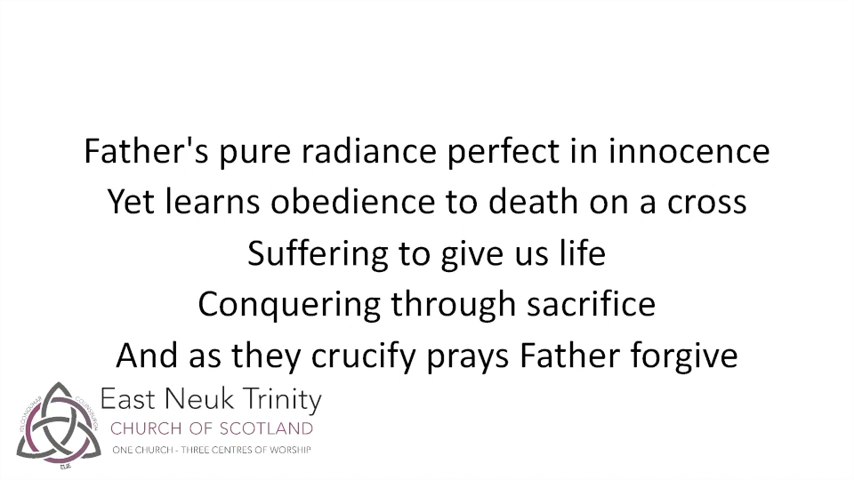 Father's pure radiance perfect in innocence
Yet learns obedience to death on a cross
Suffering to give us life
Conquering through sacrifice
And as they crucify prays Father forgive
East Neuk Trinity
CHURCH OF SCOTLAND
ONE CHURCH - THREE CENTRES OF WORSHIP